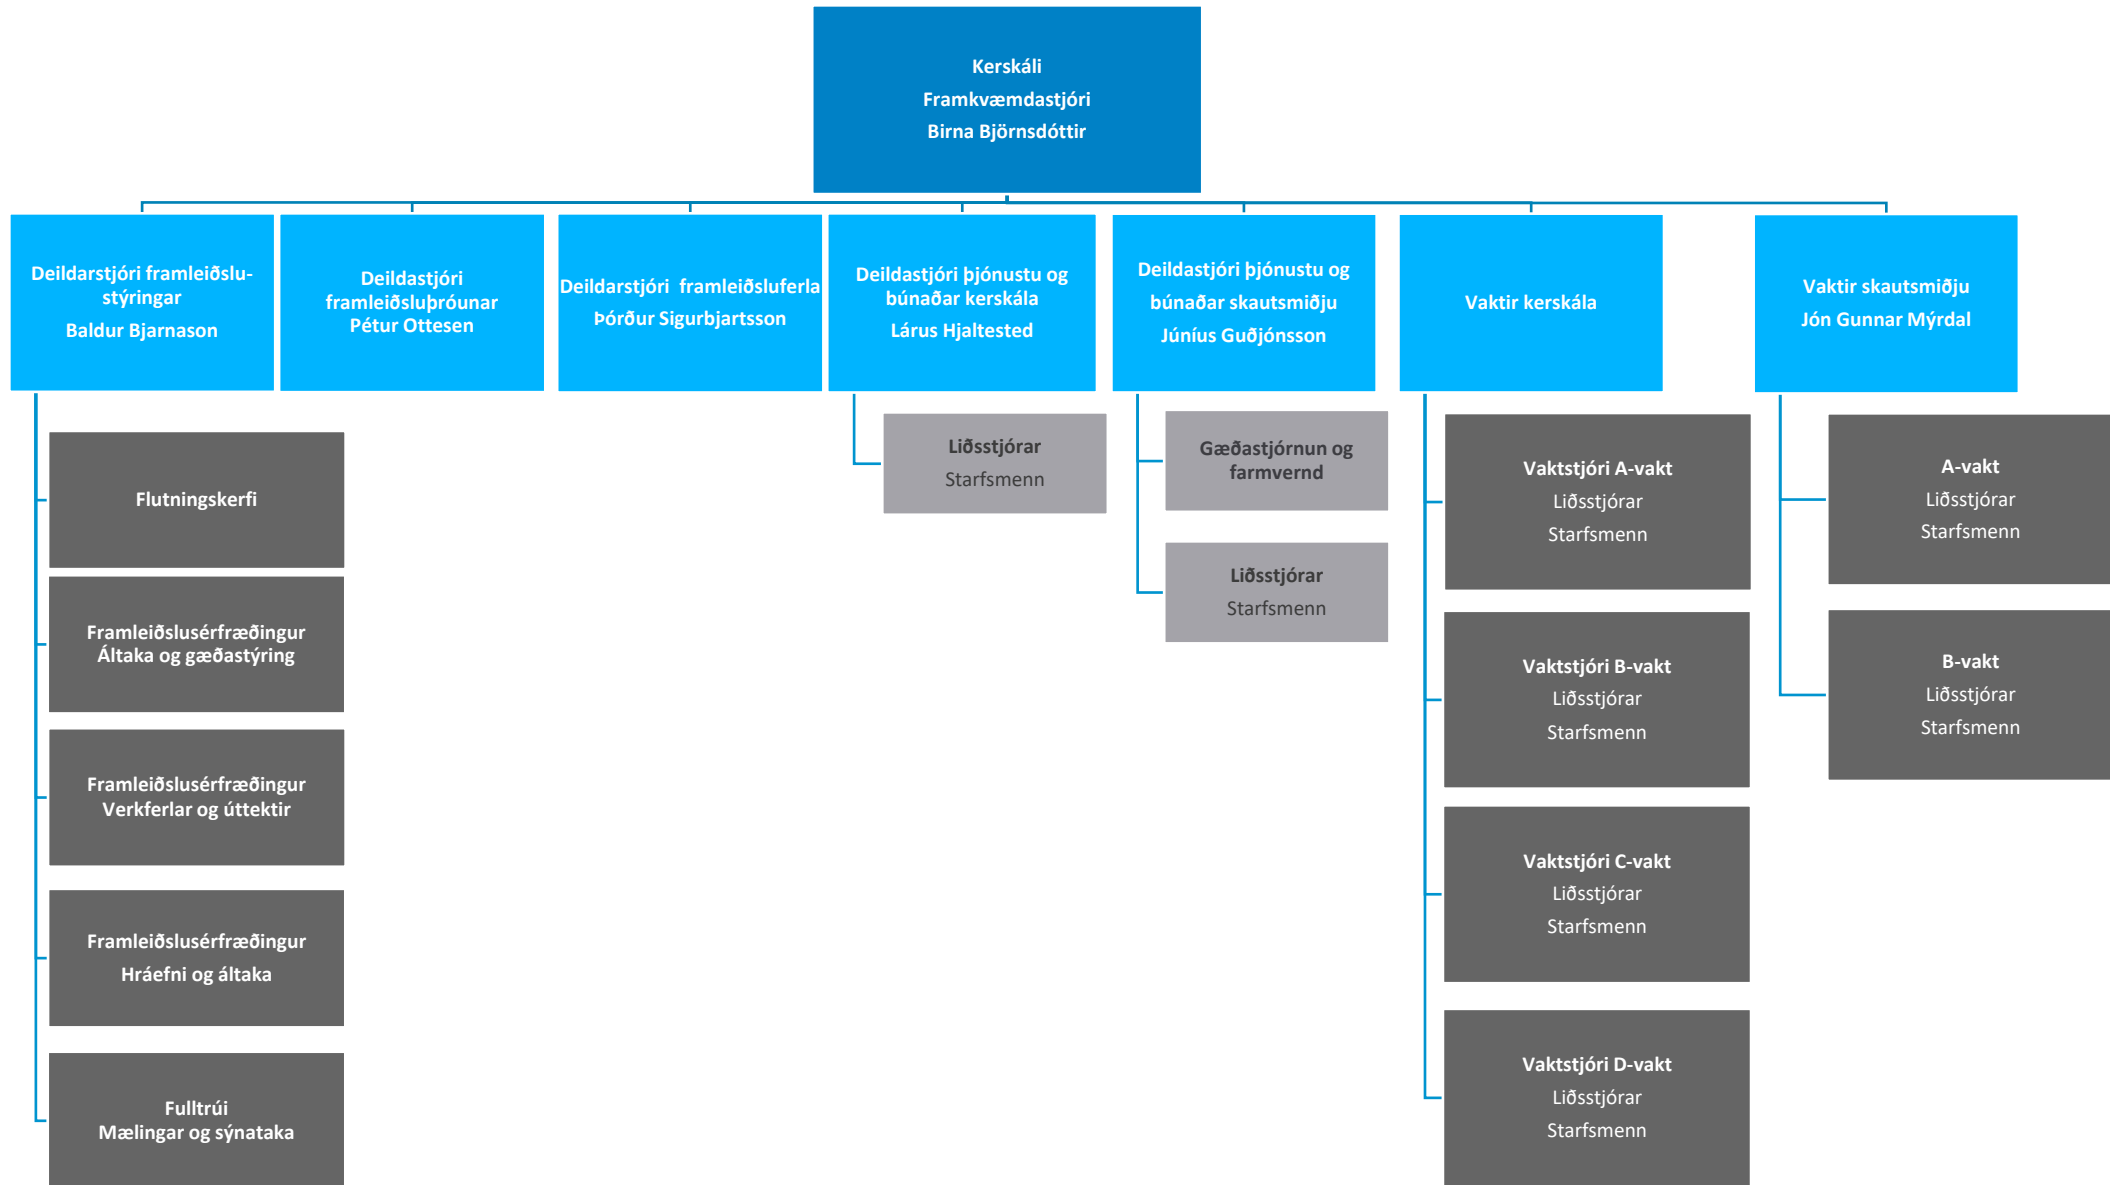 Kerskáli
Framkvæmdastjóri
Birna Björnsdóttir
Deildarstjóri framleiðslu-
stýringar
Baldur Bjarnason
Deildastjóri
framleiðsluþróunar
Pétur Ottesen
Deildarstjóri  framleiðsluferla
Þórður Sigurbjartsson
Deildastjóri þjónustu og
búnaðar kerskála
Lárus Hjaltested
Deildastjóri þjónustu og
búnaðar skautsmiðju
Júníus Guðjónsson
Vaktir kerskála
Vaktir skautsmiðju
Jón Gunnar Mýrdal
Flutningskerfi
Framleiðslusérfræðingur
Áltaka og gæðastýring
Framleiðslusérfræðingur
Verkferlar og úttektir
Framleiðslusérfræðingur
Hráefni og áltaka
Fulltrúi
Mælingar og sýnataka
Liðsstjórar
Starfsmenn
Gæðastjórnun og
farmvernd
Liðsstjórar
Starfsmenn
Vaktstjóri A-vakt
Liðsstjórar
Starfsmenn
Vaktstjóri B-vakt
Liðsstjórar
Starfsmenn
Vaktstjóri C-vakt
Liðsstjórar
Starfsmenn
Vaktstjóri D-vakt
Liðsstjórar
Starfsmenn
A-vakt
Liðsstjórar
Starfsmenn
B-vakt
Liðsstjórar
Starfsmenn